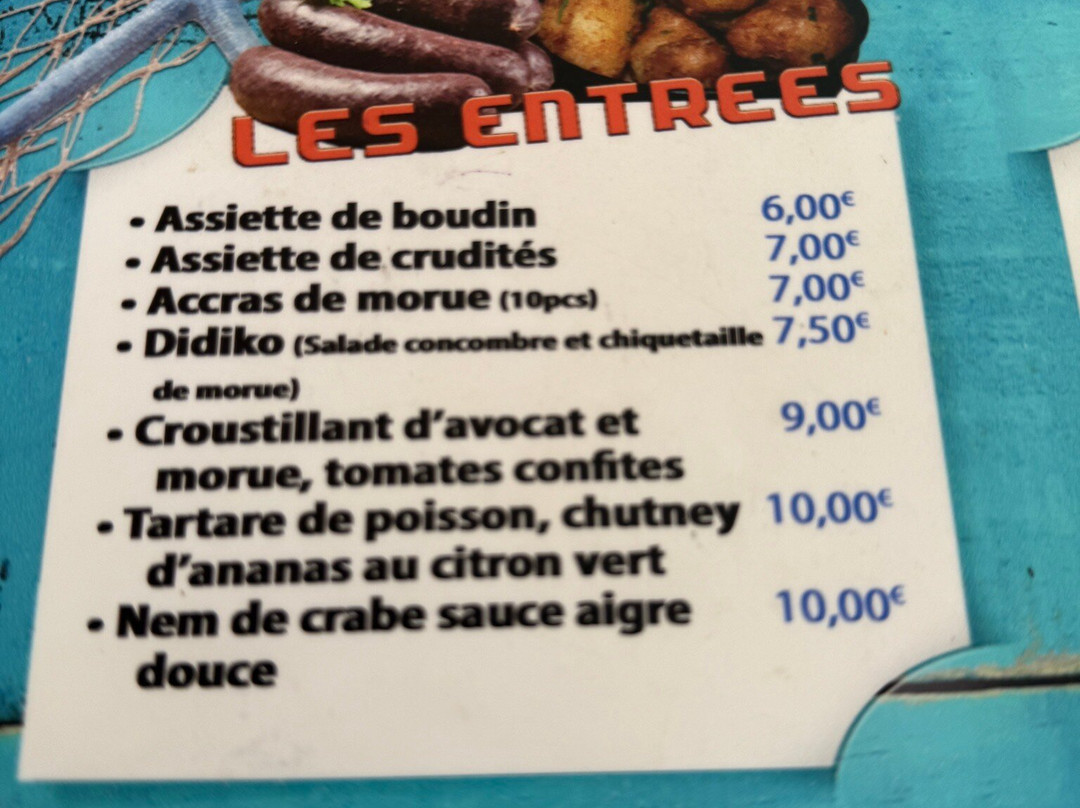 LES ENTREES
• Assiette de boudin 6,00€
• Assiette de crudités 7,00€
• Accras de morue (10pcs) 7,00€
• Didiko (Salade concombre et chiquetaille 7,50€
de morue)
• Croustillant d'avocat et 9,00€
morue, tomates confites
• Tartare de poisson, chutney 10,00€
d'ananas au citron vert
• Nem de crabe sauce aigre 10,00€
douce